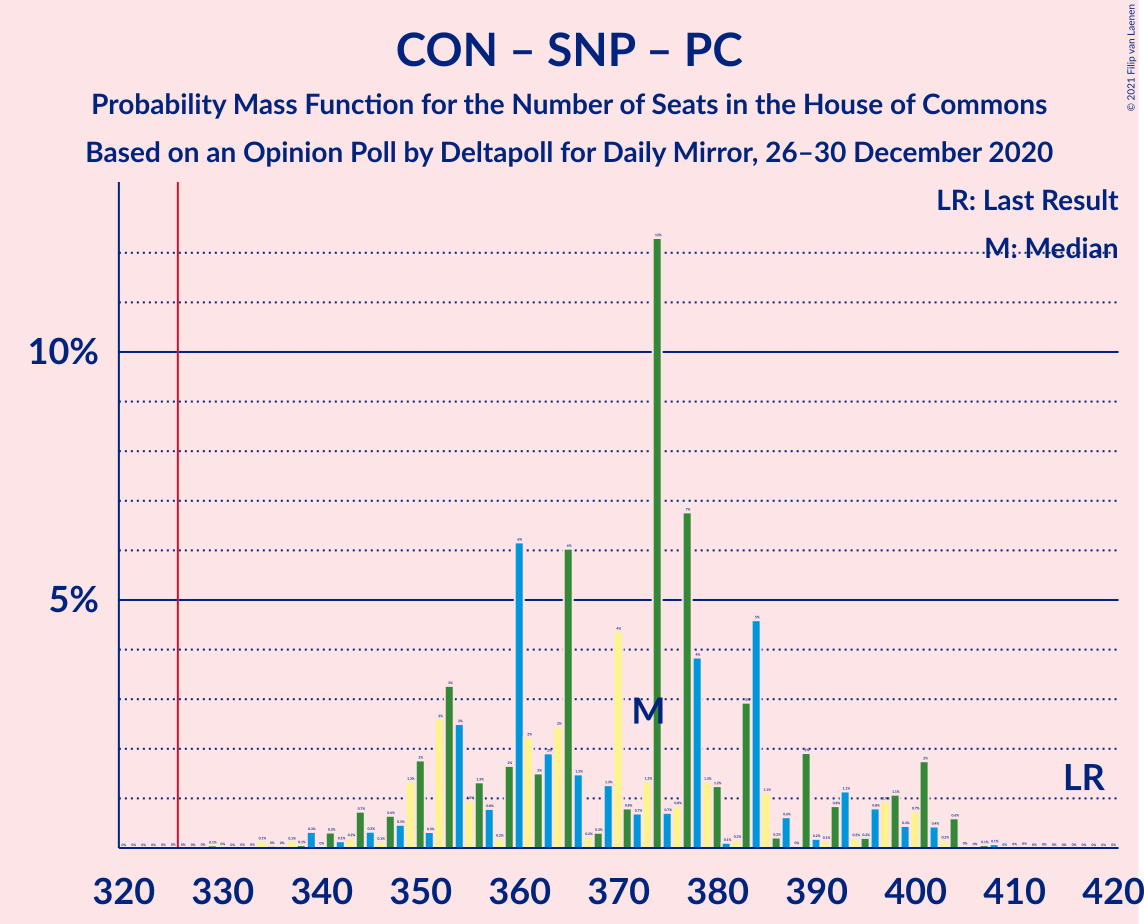 CON – SNP – PC
Probability Mass Function for the Number of Seats in the House of Commons
Based on an Opinion Poll by Deltapoll for Daily Mirror, 26–30 December 2020
© 2021 Filip van Laenen
LR: Last Result
M: Median
10%
5%
M
LR
320 330 340 350 360 370 380 390 400 410 420